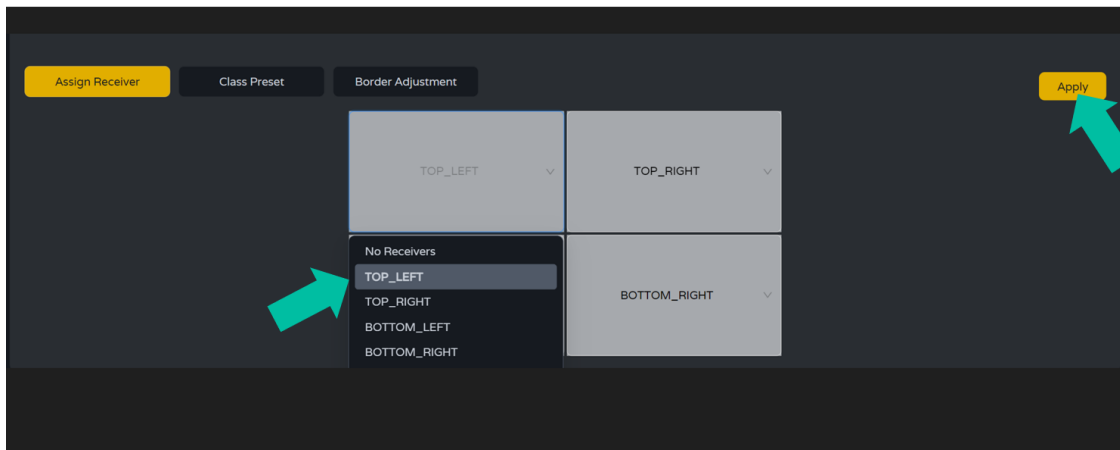 Assign Receiver
Class Preset
Border Adjustment
Apply
TOP_LEFT
TOP_RIGHT
No Receivers
TOP_LEFT
TOP_RIGHT
BOTTOM_LEFT
BOTTOM_RIGHT
BOTTOM_RIGHT